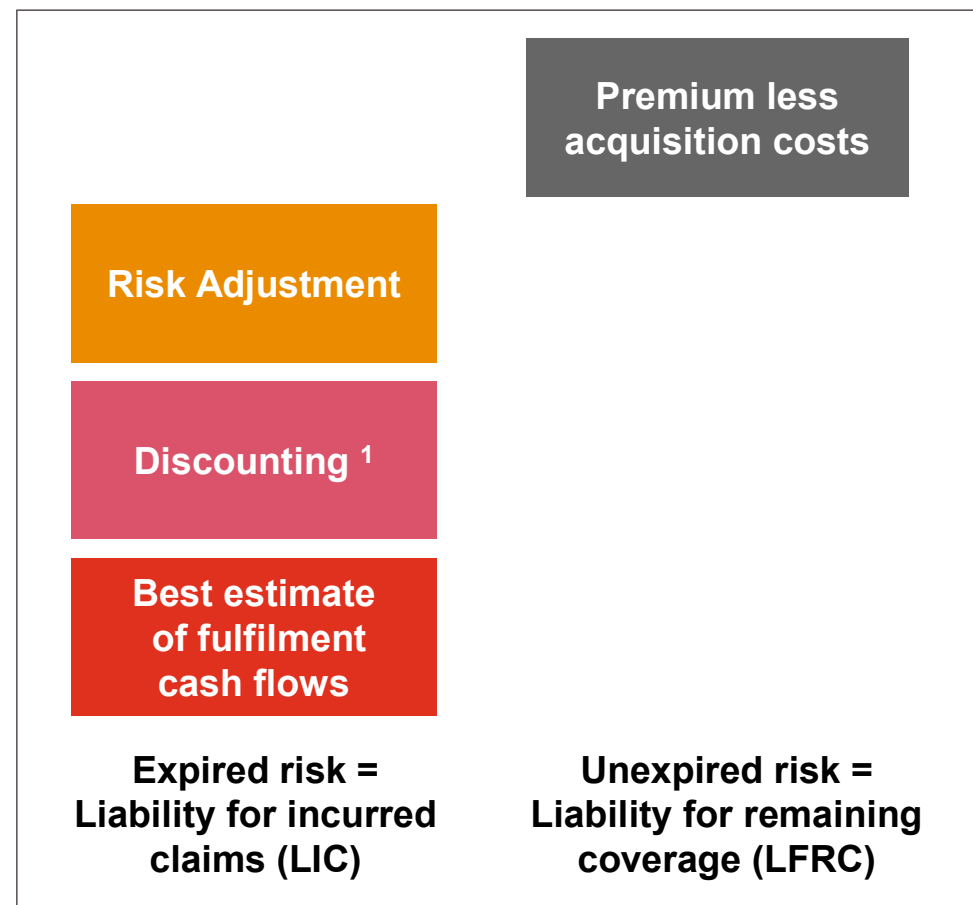 Premium less
acquisition costs
Risk Adjustment
Discounting ¹
Best estimate
of fulfilment
cash flows
Expired risk =
Liability for incurred
claims (LIC)
Unexpired risk =
Liability for remaining
coverage (LFRC)